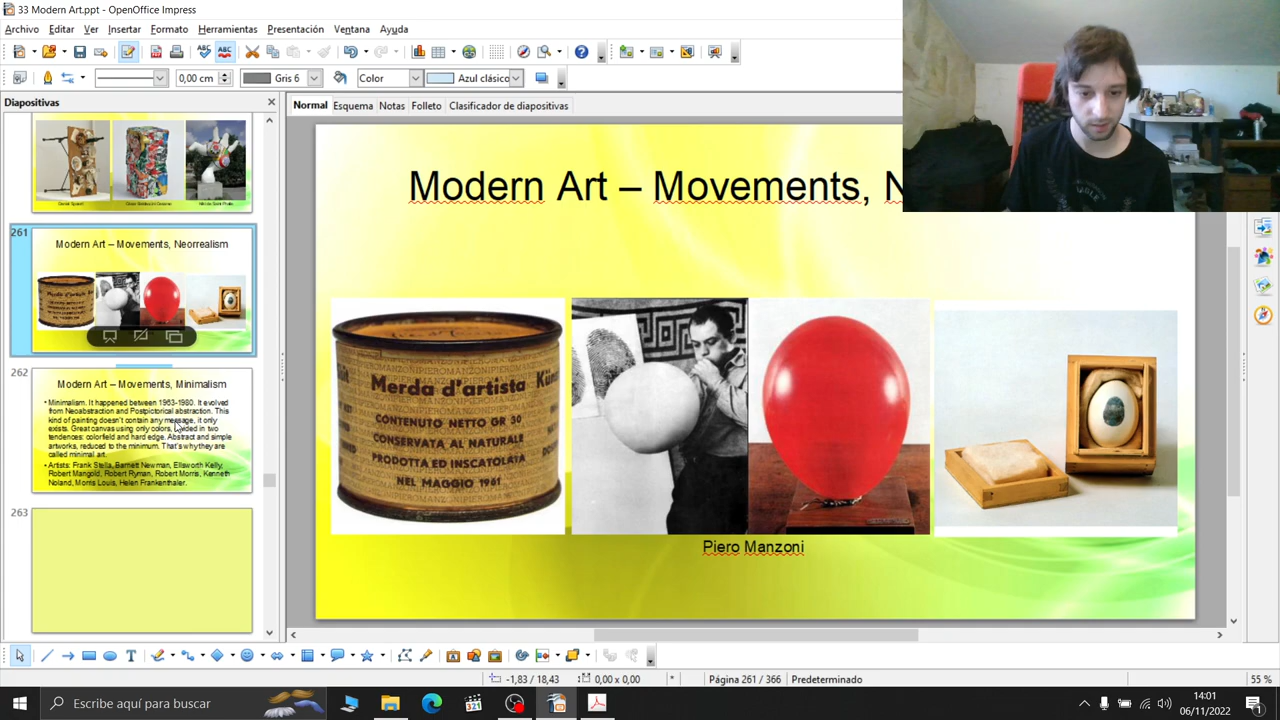 33 Modern Art.ppt - OpenOffice Impress
Archivo Editar Ver Insertar Formato Herramientas Presentación Ventana Ayuda
0,00 cm Gris 6 Color Azul clásico
Diapositivas
Normal Esquema Notas Folleto Clasificador de diapositivas
261
Modern Art – Movements, Neorrealism
262
Modern Art – Movements, Minimalism
• Minimalism. It happened between 1963-1980. It evolved
from Neoabstraction and Postpictorical abstraction. This
kind of painting doesn't contain any message, it only
exists. Great canvas using only colors, divided in two
tendences: colorfield and hard edge. Abstract and simple
artworks, reduced to the minimum. That's why they are
called minimal art.
• Artists: Frank Stella, Barnett Newman, Ellsworth Kelly,
Robert Mangold, Robert Ryman, Robert Morris, Kenneth
Noland, Morris Louis, Helen Frankenthaler.
263
Modern Art – Movements, N
Merda d'artista
CONTENUTO NETTO GR 30
CONSERVATA AL NATURALE
PRODOTTA ED INSCATOLATA
NEL MAGGIO 1961
Piero Manzoni
-1,83 / 18,43 0,00 x 0,00 * Página 261 / 366 Predeterminado 55 %
Escribe aquí para buscar
321
14:01
06/11/2022